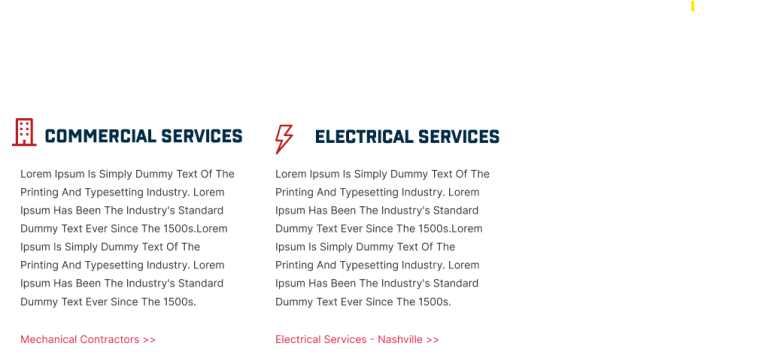 COMMERCIAL SERVICES
Lorem Ipsum Is Simply Dummy Text Of The
Printing And Typesetting Industry. Lorem
Ipsum Has Been The Industry's Standard
Dummy Text Ever Since The 1500s.Lorem
Ipsum Is Simply Dummy Text Of The
Printing And Typesetting Industry. Lorem
Ipsum Has Been The Industry's Standard
Dummy Text Ever Since The 1500s.
Mechanical Contractors >>
ELECTRICAL SERVICES
Lorem Ipsum Is Simply Dummy Text Of The
Printing And Typesetting Industry. Lorem
Ipsum Has Been The Industry's Standard
Dummy Text Ever Since The 1500s.Lorem
Ipsum Is Simply Dummy Text Of The
Printing And Typesetting Industry. Lorem
Ipsum Has Been The Industry's Standard
Dummy Text Ever Since The 1500s.
Electrical Services - Nashville >>